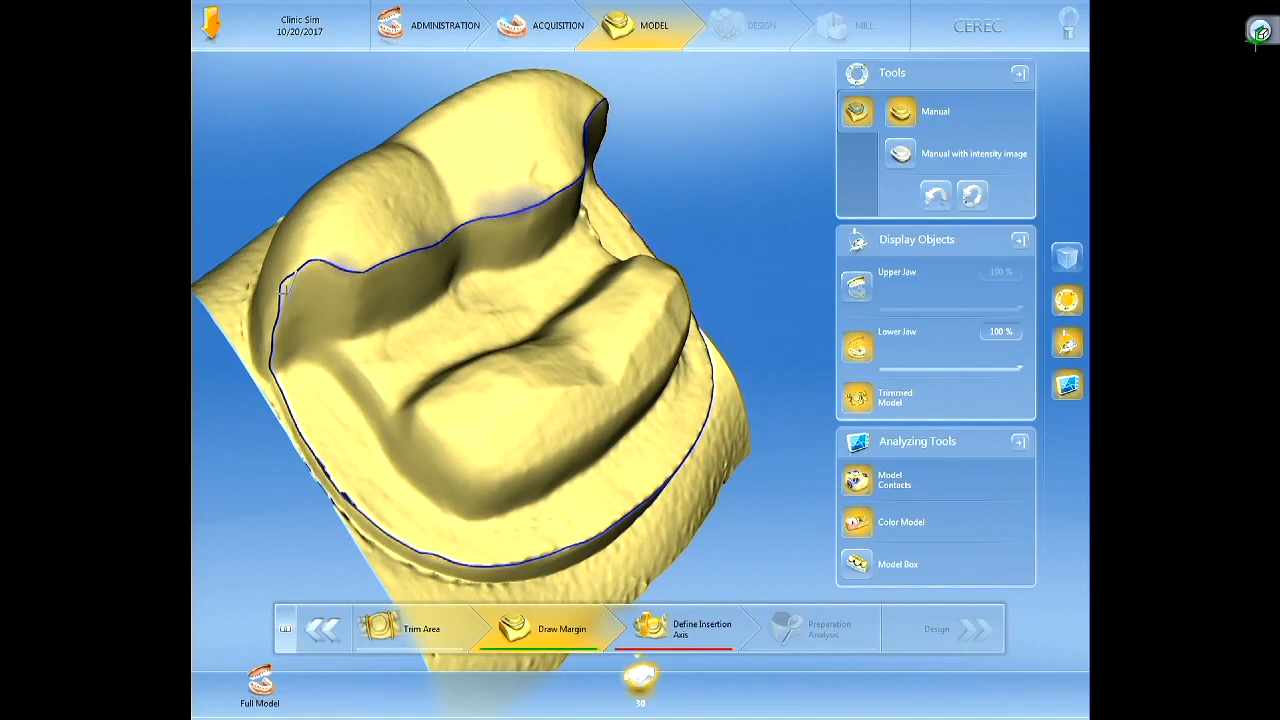 Clinic Sim
10/20/2017
ADMINISTRATION
ACQUISITION
MODEL
DESIGN
MILL
CEREC
Tools
Manual
Manual with intensity image
Display Objects
Upper Jaw
100 %
Lower Jaw
100 %
Trimmed
Model
Analyzing Tools
Model
Contacts
Color Model
Model Box
Trim Area
Draw Margin
Define Insertion
Axis
Preparation
Analysis
Design
Full Model
30